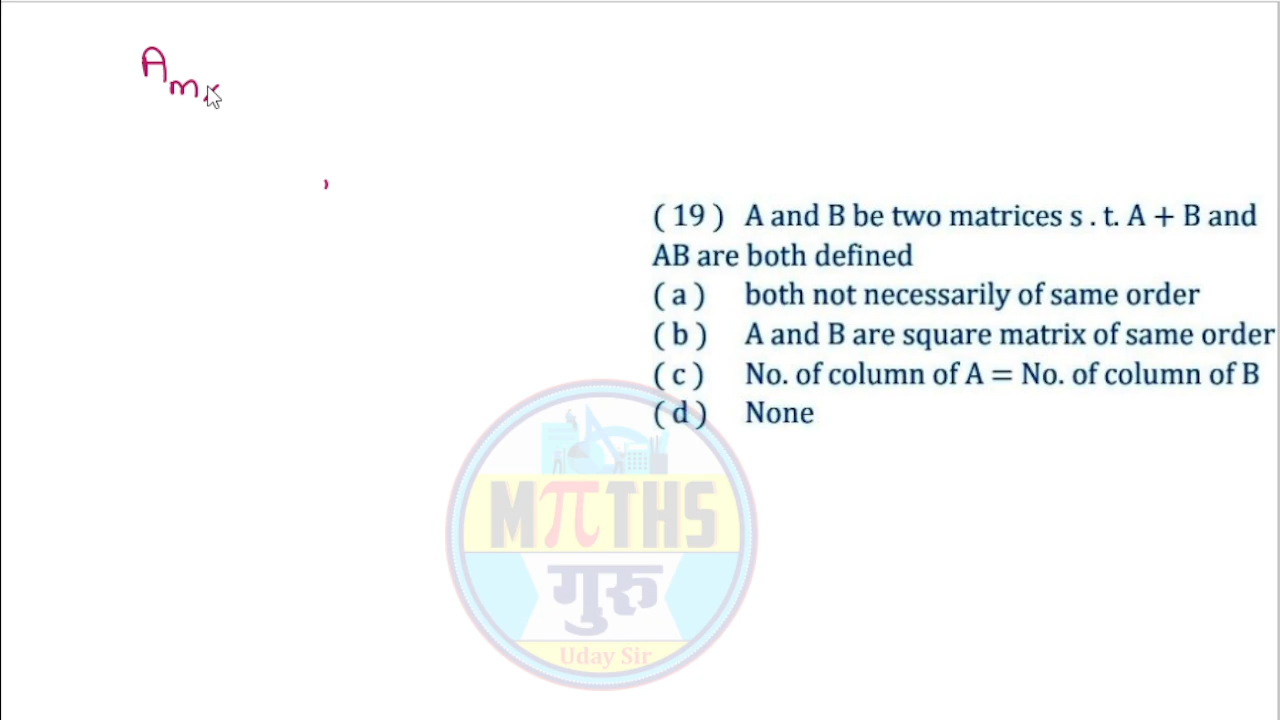 A m
( 19 ) A and B be two matrices s . t. A + B and
AB are both defined
( a ) both not necessarily of same order
( b ) A and B are square matrix of same order
( c ) No. of column of A = No. of column of B
( d ) None
MπTHS
गुरु
Uday Sir